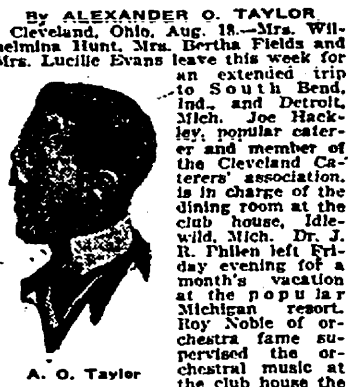 By ALEXANDER O. TAYLOR
Cleveland, Ohio, Aug. 18.—Mrs. Wil-
helmina Hunt, Mrs. Bertha Fields and
Mrs. Lucille Evans leave this week for
an extended trip
to South Bend,
Ind., and Detroit,
Mich. Joe Hack-
ley, popular cater-
er and member of
the Cleveland Ca-
terers' association,
is in charge of the
dining room at the
club house, Idle-
wild, Mich. Dr. J.
R. Philen left Fri-
day evening for a
month's vacation
at the popular
Michigan resort.
Roy Noble of or-
chestra fame su-
pervised the or-
chestral music at
the club house the
A. O. Taylor